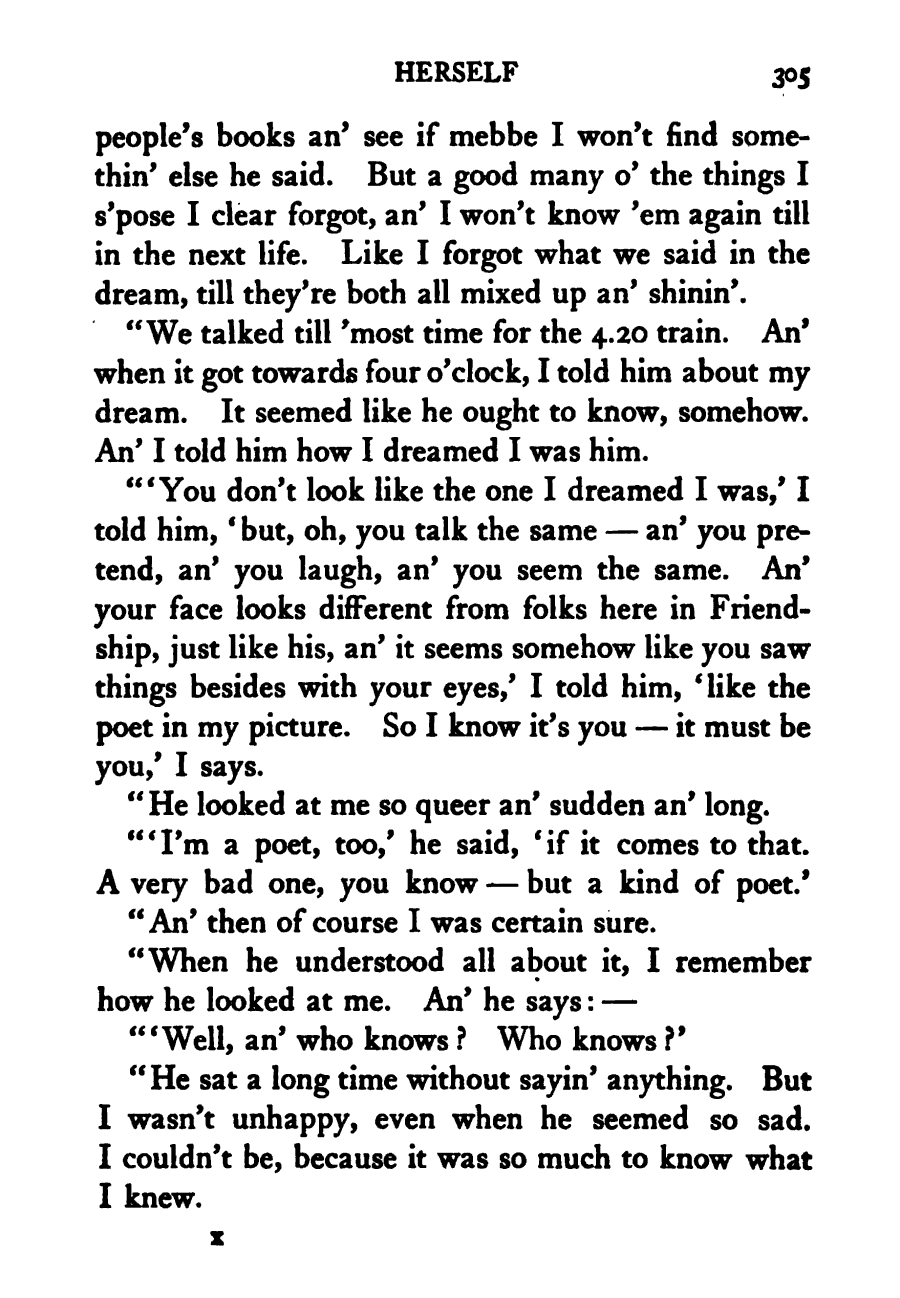 HERSELF 305
people's books an' see if mebbe I won't find some-
thin' else he said. But a good many o' the things I
s'pose I clear forgot, an' I won't know 'em again till
in the next life. Like I forgot what we said in the
dream, till they're both all mixed up an' shinin'.
"We talked till 'most time for the 4.20 train. An'
when it got towards four o'clock, I told him about my
dream. It seemed like he ought to know, somehow.
An' I told him how I dreamed I was him.
"'You don't look like the one I dreamed I was,' I
told him, 'but, oh, you talk the same — an' you pre-
tend, an' you laugh, an' you seem the same. An'
your face looks different from folks here in Friend-
ship, just like his, an' it seems somehow like you saw
things besides with your eyes,' I told him, 'like the
poet in my picture. So I know it's you — it must be
you,' I says.
"He looked at me so queer an' sudden an' long.
"'I'm a poet, too,' he said, 'if it comes to that.
A very bad one, you know — but a kind of poet.'
"An' then of course I was certain sure.
"When he understood all about it, I remember
how he looked at me. An' he says: —
"'Well, an' who knows? Who knows?'
"He sat a long time without sayin' anything. But
I wasn't unhappy, even when he seemed so sad.
I couldn't be, because it was so much to know what
I knew.
X